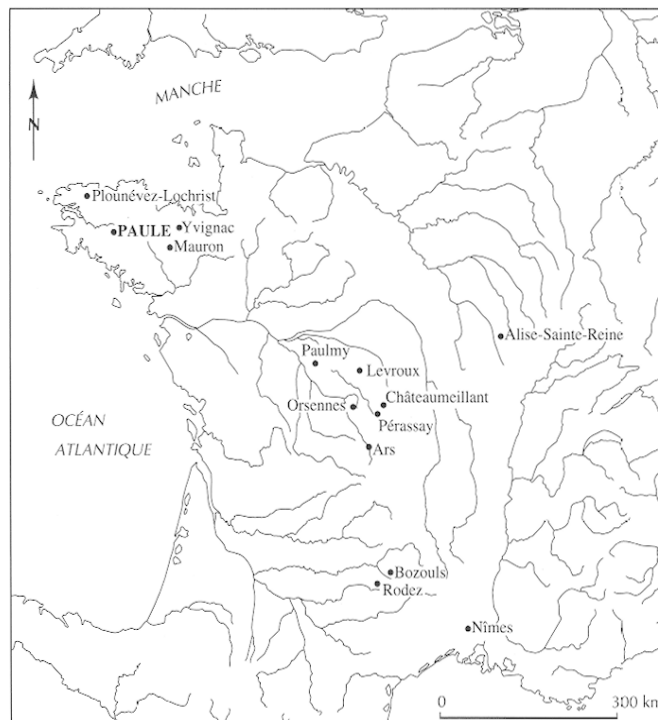 MANCHE
N
Plounévez-Lochrist
PAULE
Yvignac
Mauron
Alise-Sainte-Reine
Paulmy
Levroux
Châteaumeillant
Orsennes
Pérassay
OCÉAN
ATLANTIQUE
Ars
Bozouls
Rodez
Nîmes
0 300 km